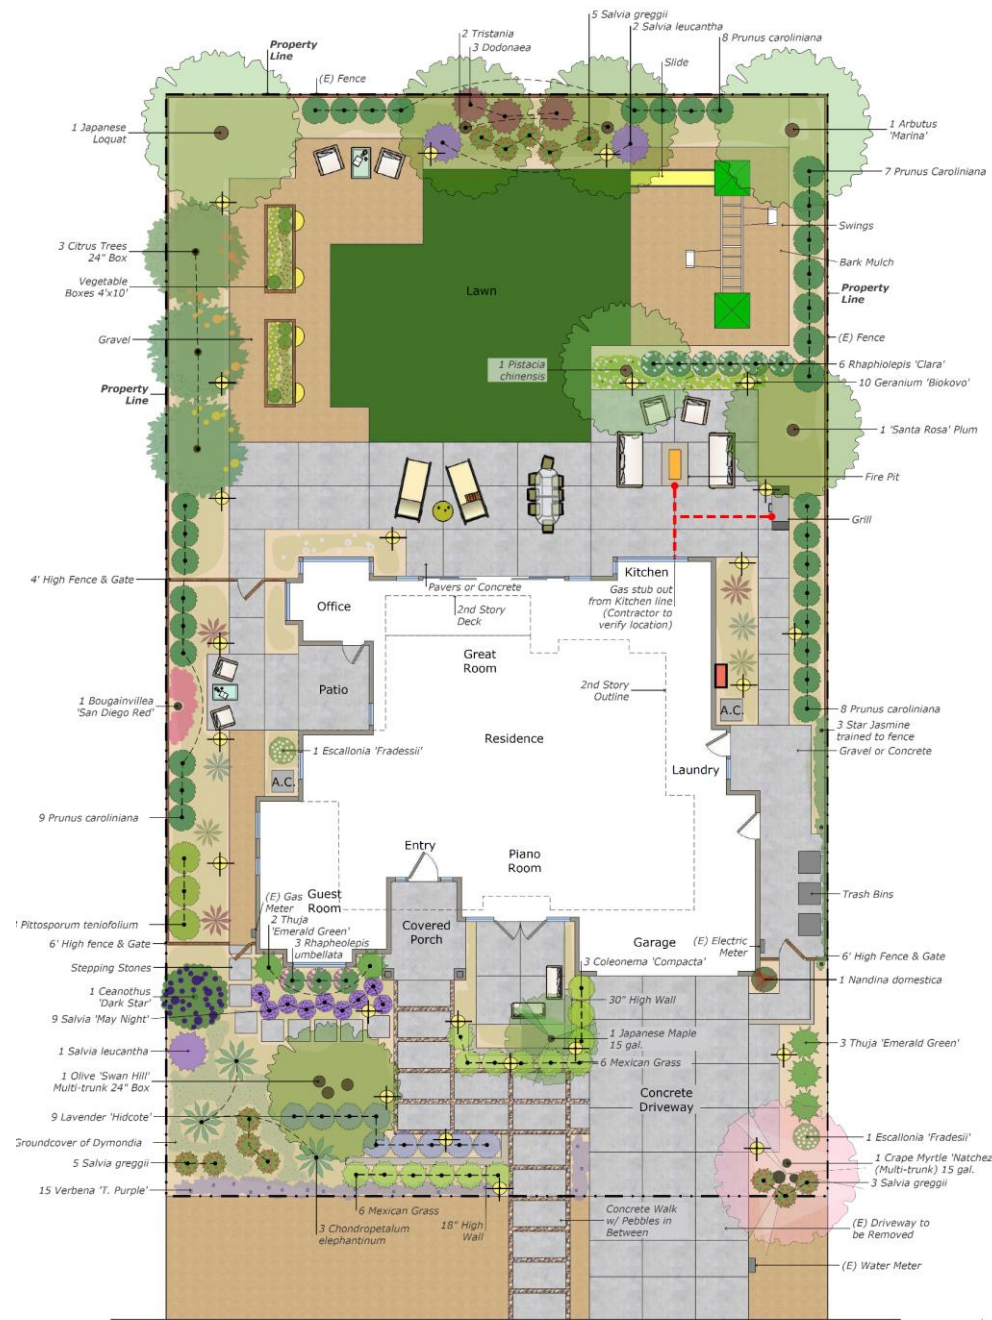 5 Salvia greggii
2 Salvia leucantha
2 Tristania
3 Dodonaea
8 Prunus caroliniana
Property
Line
Slide
(E) Fence
1 Japanese
Loquat
1 Arbutus
'Marina'
7 Prunus Caroliniana
3 Citrus Trees
24" Box
Swings
Bark Mulch
Vegetable
Boxes 4'x10'
Lawn
Property
Line
Gravel
(E) Fence
1 Pistacia
chinensis
6 Rhaphiolepis 'Clara'
10 Geranium 'Biokovo'
Property
Line
1 'Santa Rosa' Plum
Fire Pit
Grill
4' High Fence & Gate
Pavers or Concrete
Kitchen
Gas stub out
from Kitchen line
(Contractor to
verify location)
Office
2nd Story
Deck
Great
Room
2nd Story
Outline
Patio
1 Bougainvillea
'San Diego Red'
A.C.
8 Prunus caroliniana
3 Star Jasmine
trained to fence
Gravel or Concrete
Residence
1 Escallonia 'Fradessii'
A.C.
Laundry
9 Prunus caroliniana
Entry
Piano
Room
Trash Bins
(E) Gas
Meter
Guest
Room
2 Thuja
'Emerald Green'
3 Rhapheolepis
umbellata
Covered
Porch
Pittosporum teniofolium
6' High fence & Gate
Garage
(E) Electric
Meter
6' High Fence & Gate
Stepping Stones
3 Coleonema 'Compacta'
1 Nandina domestica
1 Ceanothus
'Dark Star'
30" High Wall
9 Salvia 'May Night'
1 Japanese Maple
15 gal.
3 Thuja 'Emerald Green'
1 Salvia leucantha
6 Mexican Grass
1 Olive 'Swan Hill'
Multi-trunk 24" Box
Concrete
Driveway
9 Lavender 'Hidcote'
1 Escallonia 'Fradesii'
Groundcover of Dymondia
1 Crape Myrtle 'Natchez
(Multi-trunk) 15 gal.
5 Salvia greggii
3 Salvia greggii
15 Verbena 'T. Purple'
6 Mexican Grass
18" High
Wall
Concrete Walk
w/ Pebbles in
Between
3 Chondropetalum
elephantinum
(E) Driveway to
be Removed
(E) Water Meter